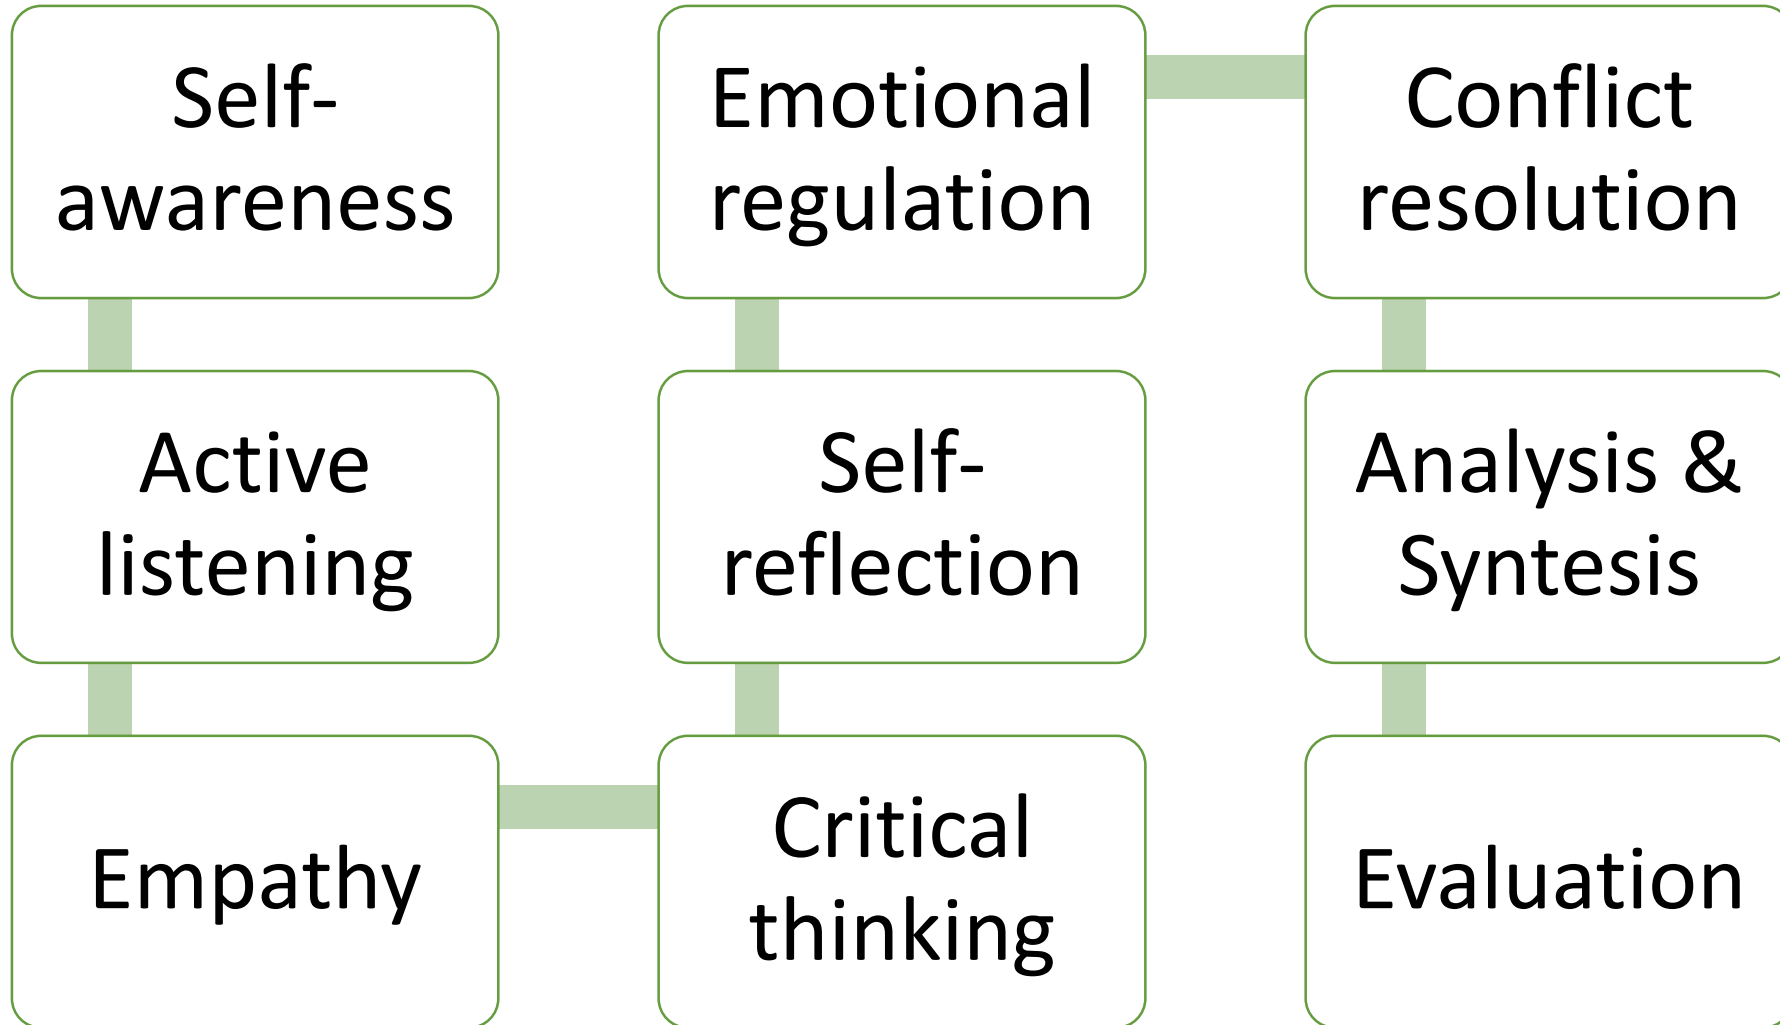 Self-
awareness
Active
listening
Empathy
Critical
thinking
Self-
reflection
Emotional
regulation
Conflict
resolution
Analysis &
Syntesis
Evaluation